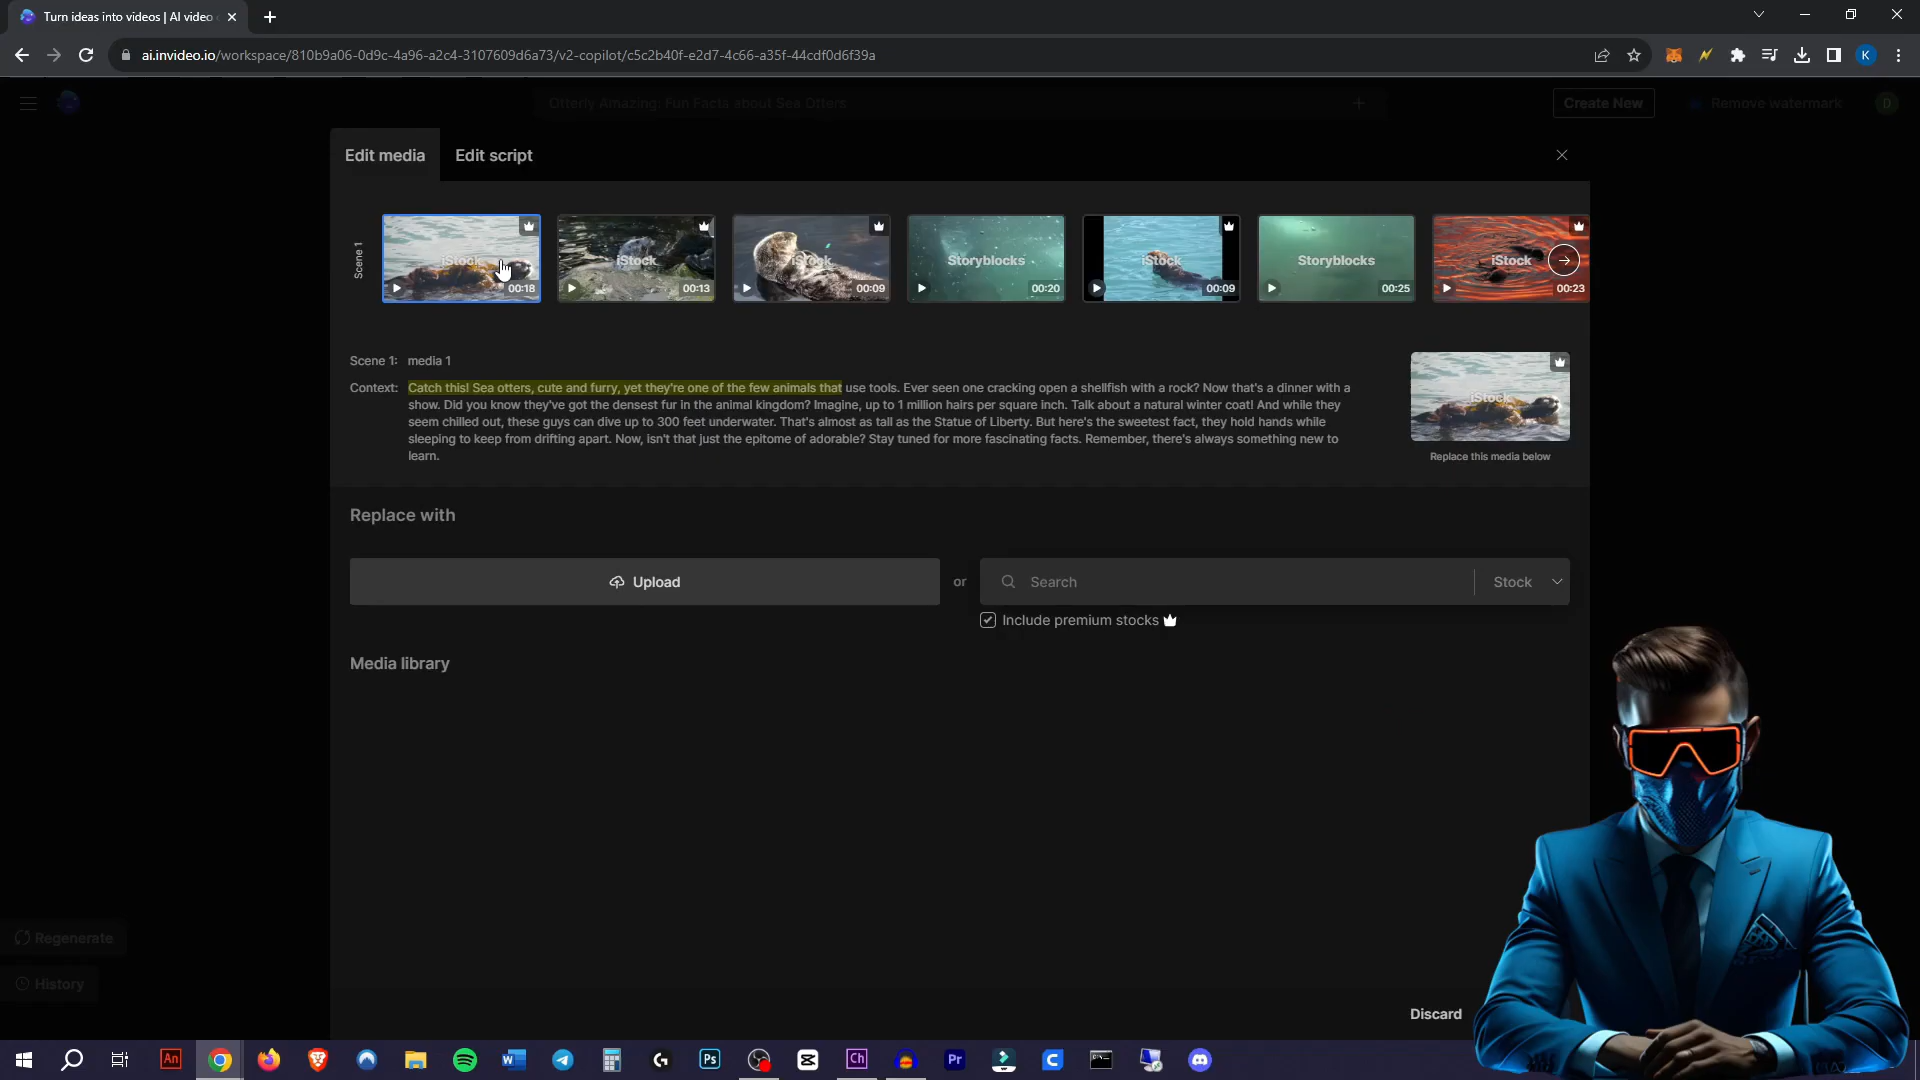 Turn ideas into videos | AI video
ai.invideo.io/workspace/810b9a06-0d9c-4a96-a2c4-3107609d6a73/v2-copilot/c5c2b40f-e2d7-4c66-a35f-44cdf0d6f39a
K
Otterly Amazing: Fun Facts about Sea Otters
Create New
Remove watermark
D
Edit media
Edit script
Scene 1
iStock
00:18
iStock
00:13
iStock
00:09
Storyblocks
00:20
iStock
00:09
Storyblocks
00:25
iStock
00:23
Scene 1: media 1
Context: Catch this! Sea otters, cute and furry, yet they're one of the few animals that use tools. Ever seen one cracking open a shellfish with a rock? Now that's a dinner with a
show. Did you know they've got the densest fur in the animal kingdom? Imagine, up to 1 million hairs per square inch. Talk about a natural winter coat! And while they
seem chilled out, these guys can dive up to 300 feet underwater. That's almost as tall as the Statue of Liberty. But here's the sweetest fact, they hold hands while
sleeping to keep from drifting apart. Now, isn't that just the epitome of adorable? Stay tuned for more fascinating facts. Remember, there's always something new to
learn.
iStock
Replace this media below
Replace with
Upload
or
Search
Stock
Include premium stocks
Media library
Regenerate
History
Discard
An
Ps
Ch
Pr